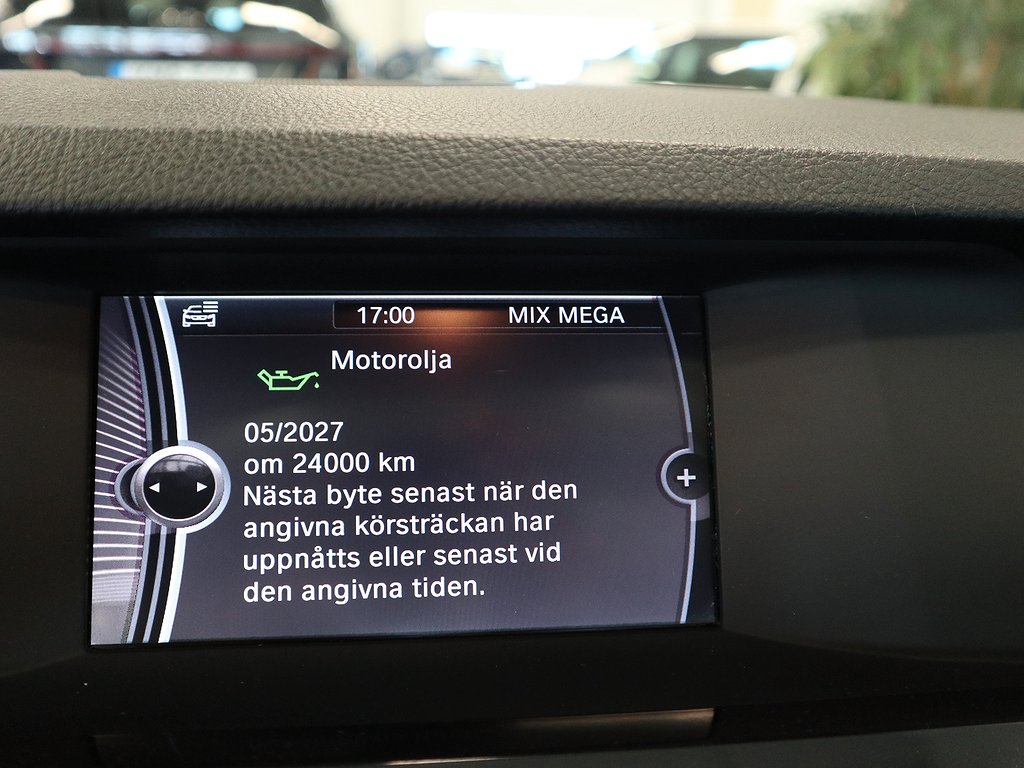 17:00 MIX MEGA
Motorolja
05/2027
om 24000 km
Nästa byte senast när den
angivna körsträckan har
uppnåtts eller senast vid
den angivna tiden.